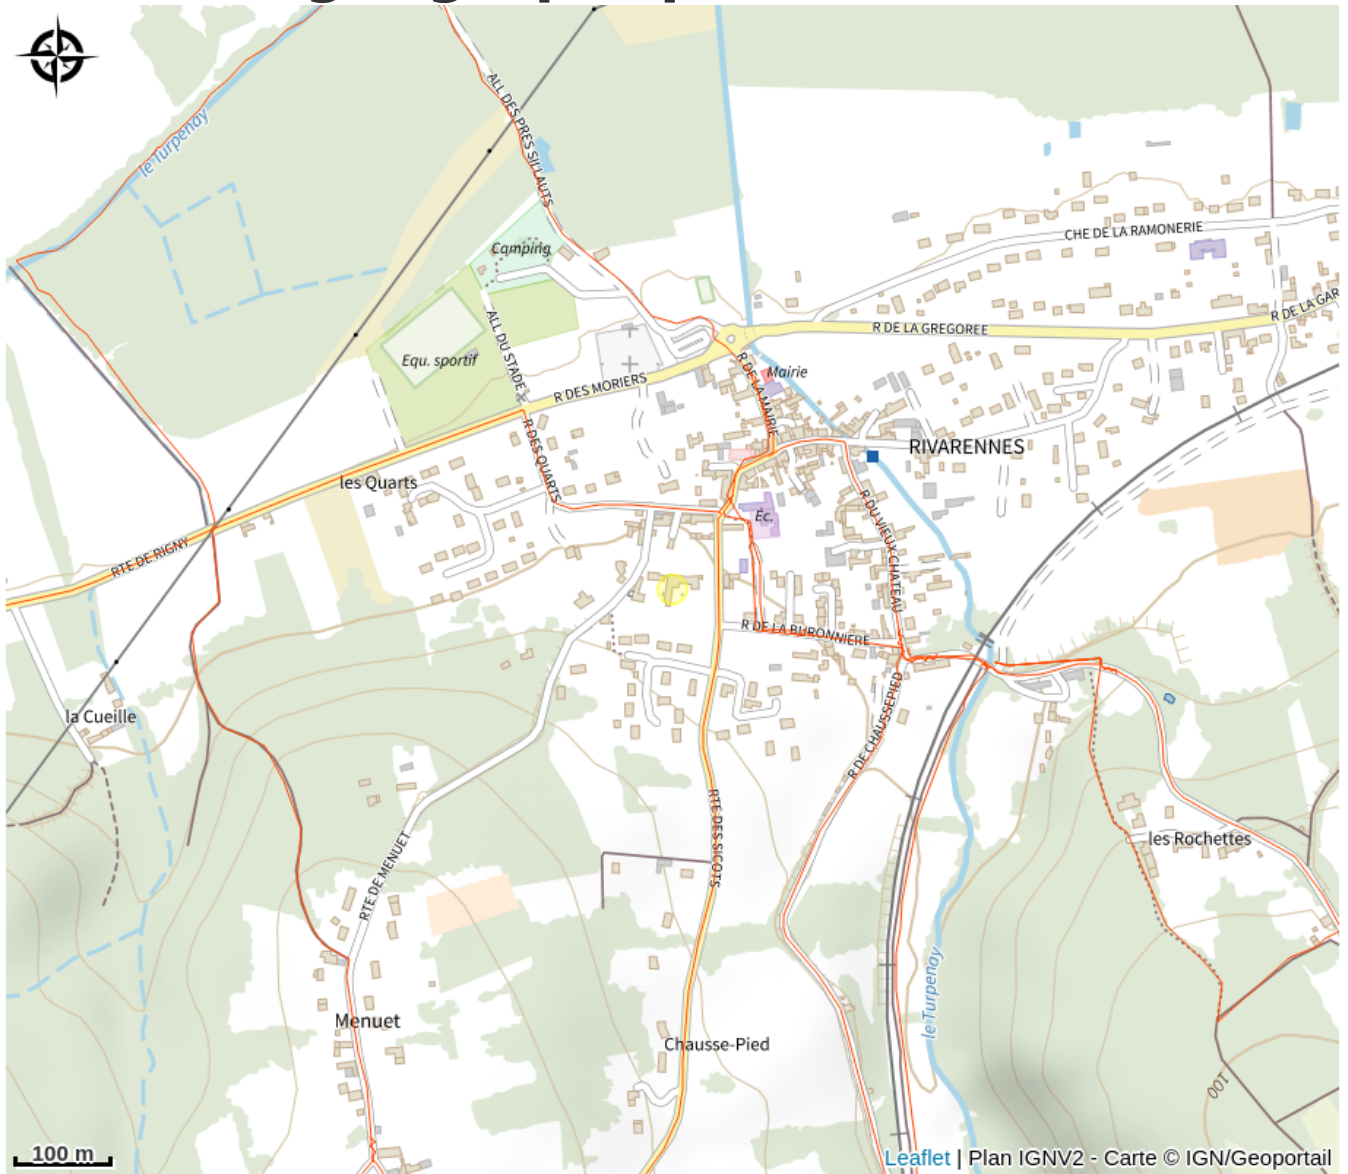 ALL DES PRES SILLAUTS
le Turpenay
CHE DE LA RAMONERIE
Camping
R DE LA GAR
ALL DU STADE
R DE LA GREGOREE
Equ. sportif
R DE LA MAIRIE
Mairie
R DES MORIERS
RIVARENNES
R DES QUARTS
les Quarts
Éc.
R DU VIEUX CHATEAU
RTE DE RIGNY
R DE LA BURONNIERE
la Cueille
R DE CHAUSSEPIED
RTE DES SICOTS
RTE DE MENUET
les Rochettes
le Turpenay
Menuet
Chausse-Pied
100
100 m
Leaflet | Plan IGNV2 - Carte © IGN/Geoportail